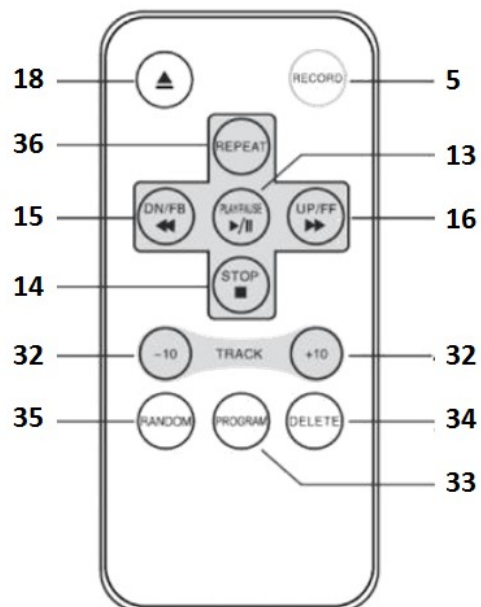 18 5
RECORD
36 REPEAT 13
15 DN/FB PLAY/PAUSE UP/FF 16
14 STOP
32 -10 TRACK +10 32
35 RANDOM PROGRAM DELETE 34
33